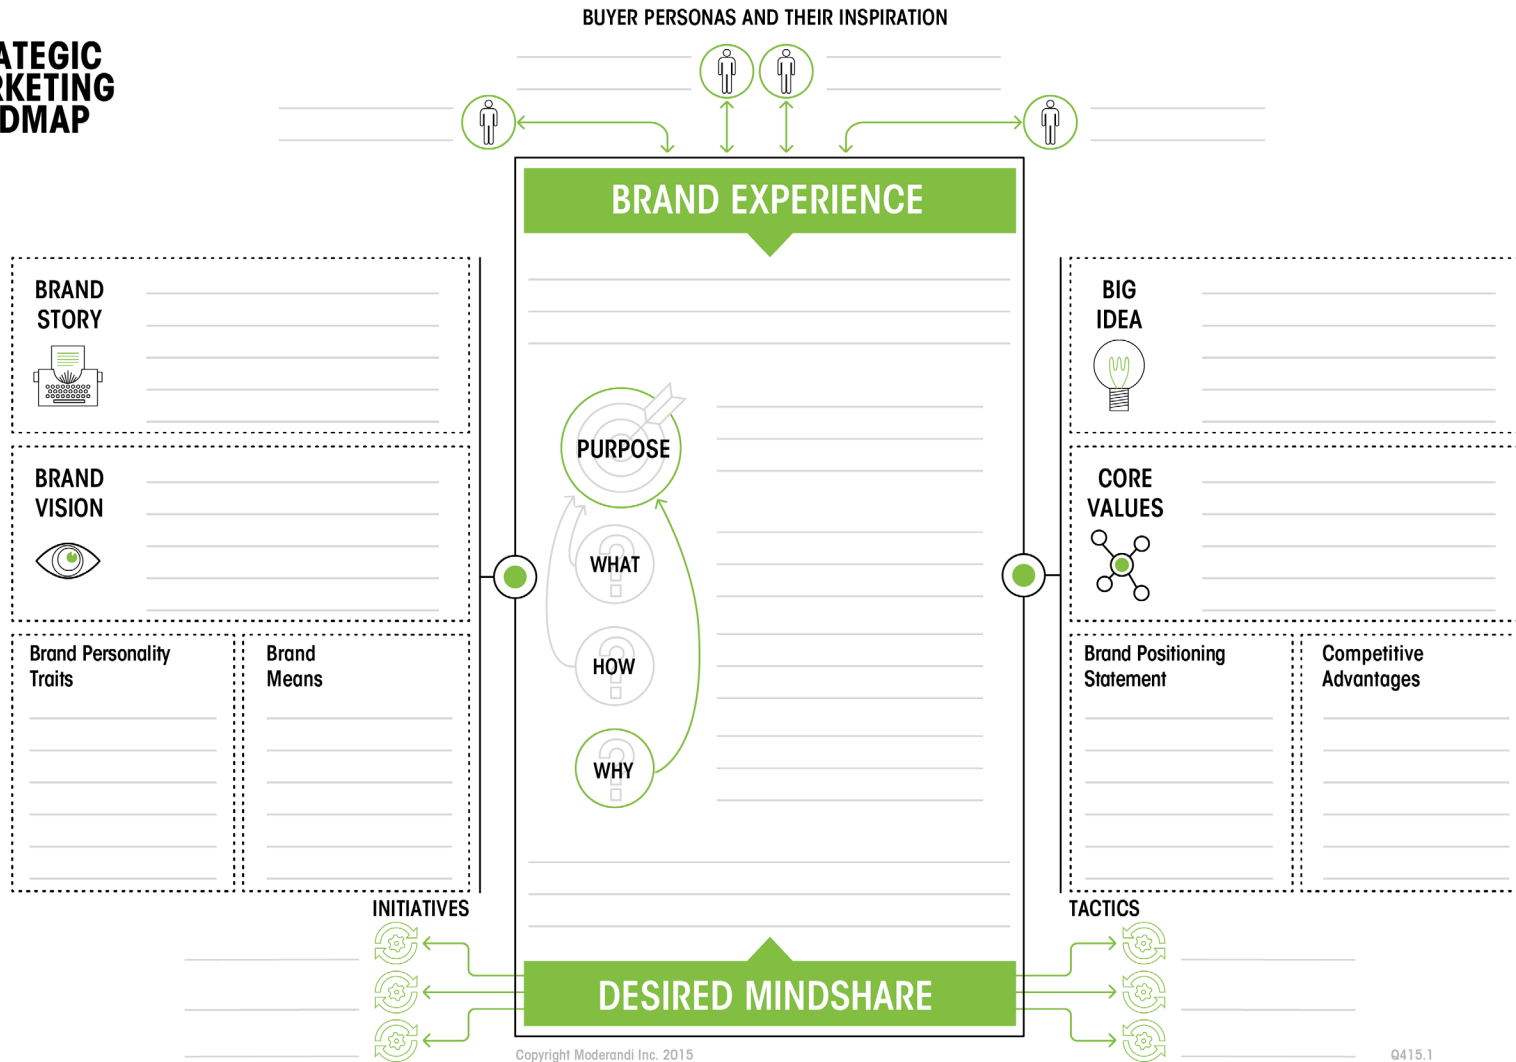 BUYER PERSONAS AND THEIR INSPIRATION
ATEGIC
RKETING
DMAP
BRAND EXPERIENCE
BRAND
STORY
BRAND
VISION
Brand Personality
Traits
Brand
Means
PURPOSE
WHAT
HOW
WHY
BIG
IDEA
CORE
VALUES
Brand Positioning
Statement
Competitive
Advantages
INITIATIVES
TACTICS
DESIRED MINDSHARE
Copyright Moderandi Inc. 2015
Q415.1